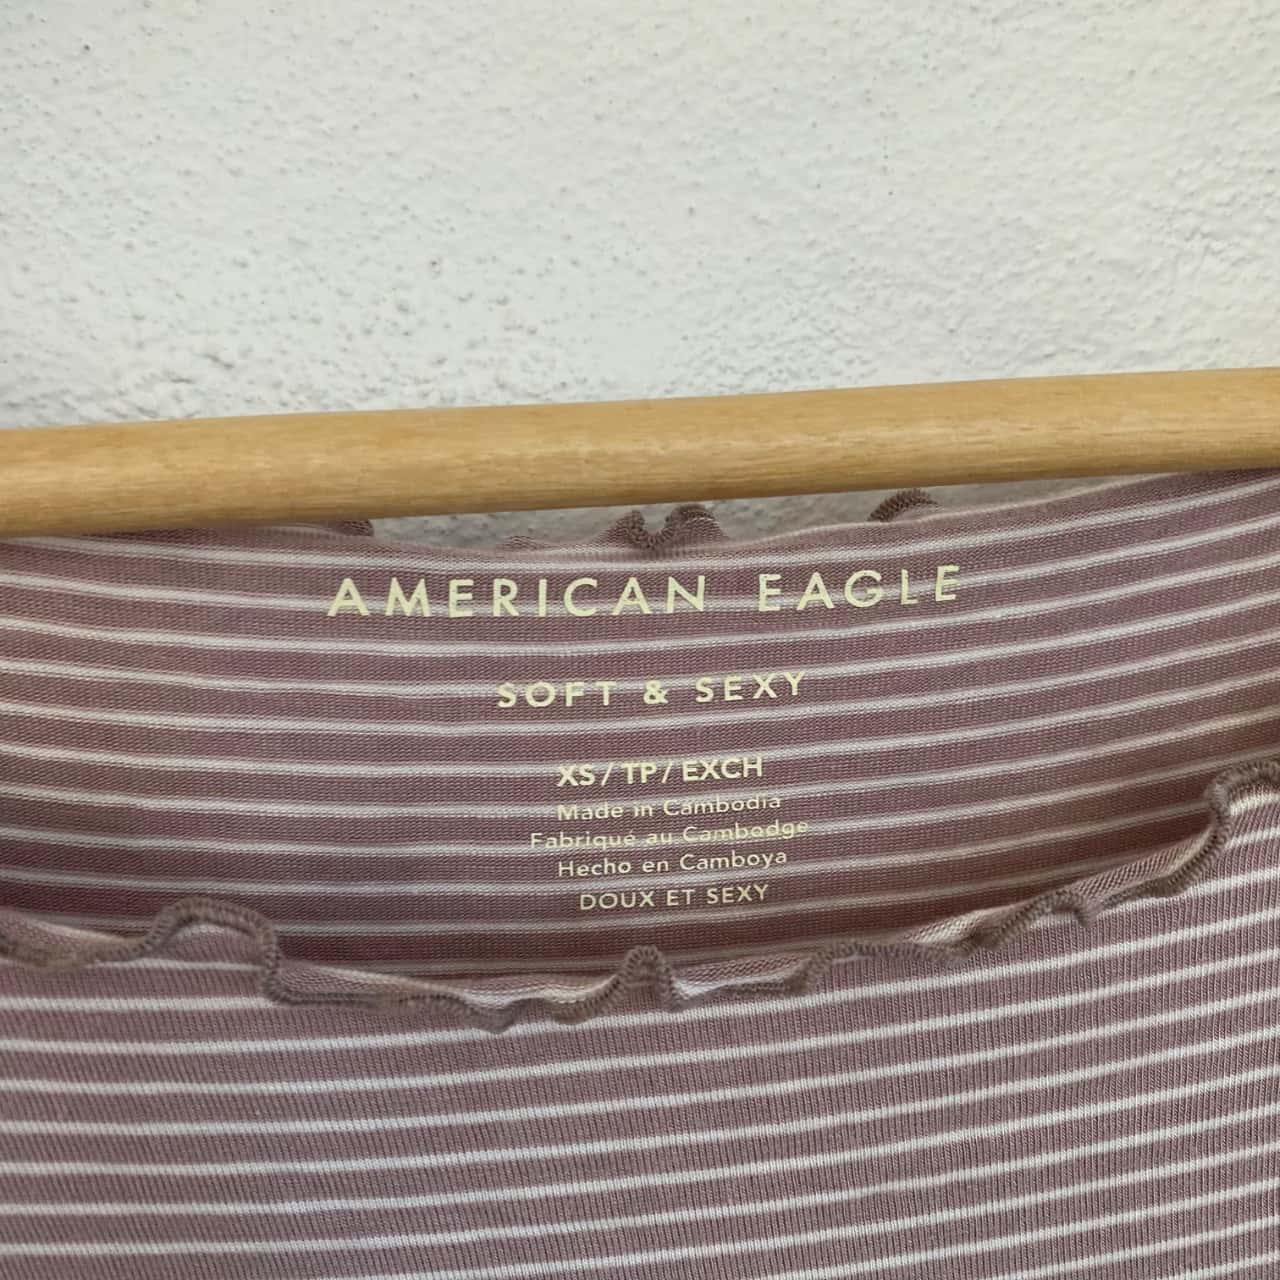 AMERICAN EAGLE
SOFT & SEXY
XS / TP / EXCH
Made in Cambodia
Fabriqué au Cambodge
Hecho en Camboya
DOUX ET SEXY